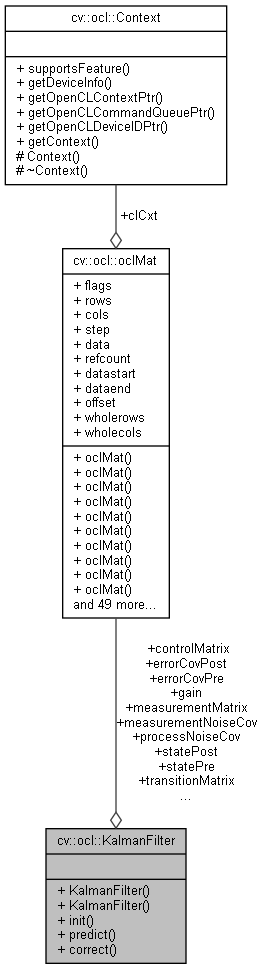 cv::ocl::Context
+ supportsFeature()
+ getDeviceInfo()
+ getOpenCLContextPtr()
+ getOpenCLCommandQueuePtr()
+ getOpenCLDeviceIDPtr()
+ getContext()
# Context()
# ~Context()
+clCxt
cv::ocl::oclMat
+ flags
+ rows
+ cols
+ step
+ data
+ refcount
+ datastart
+ dataend
+ offset
+ wholerows
+ wholecols
+ oclMat()
+ oclMat()
+ oclMat()
+ oclMat()
+ oclMat()
+ oclMat()
+ oclMat()
+ oclMat()
+ oclMat()
+ oclMat()
and 49 more...
+controlMatrix
+errorCovPost
+errorCovPre
+gain
+measurementMatrix
+measurementNoiseCov
+processNoiseCov
+statePost
+statePre
+transitionMatrix
...
cv::ocl::KalmanFilter
+ KalmanFilter()
+ KalmanFilter()
+ init()
+ predict()
+ correct()